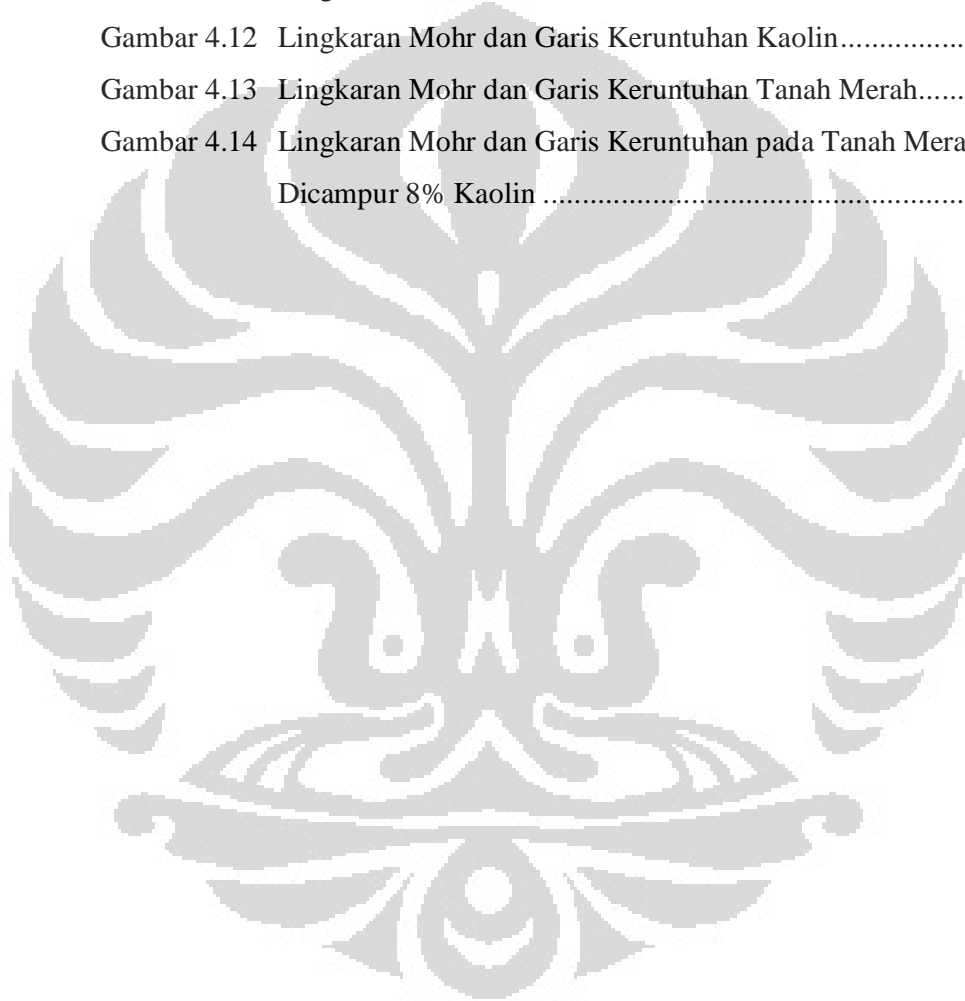 Gambar 4.12 Lingkaran Mohr dan Garis Keruntuhan Kaolin................
Gambar 4.13 Lingkaran Mohr dan Garis Keruntuhan Tanah Merah......
Gambar 4.14 Lingkaran Mohr dan Garis Keruntuhan pada Tanah Mera
Dicampur 8% Kaolin ......................................................